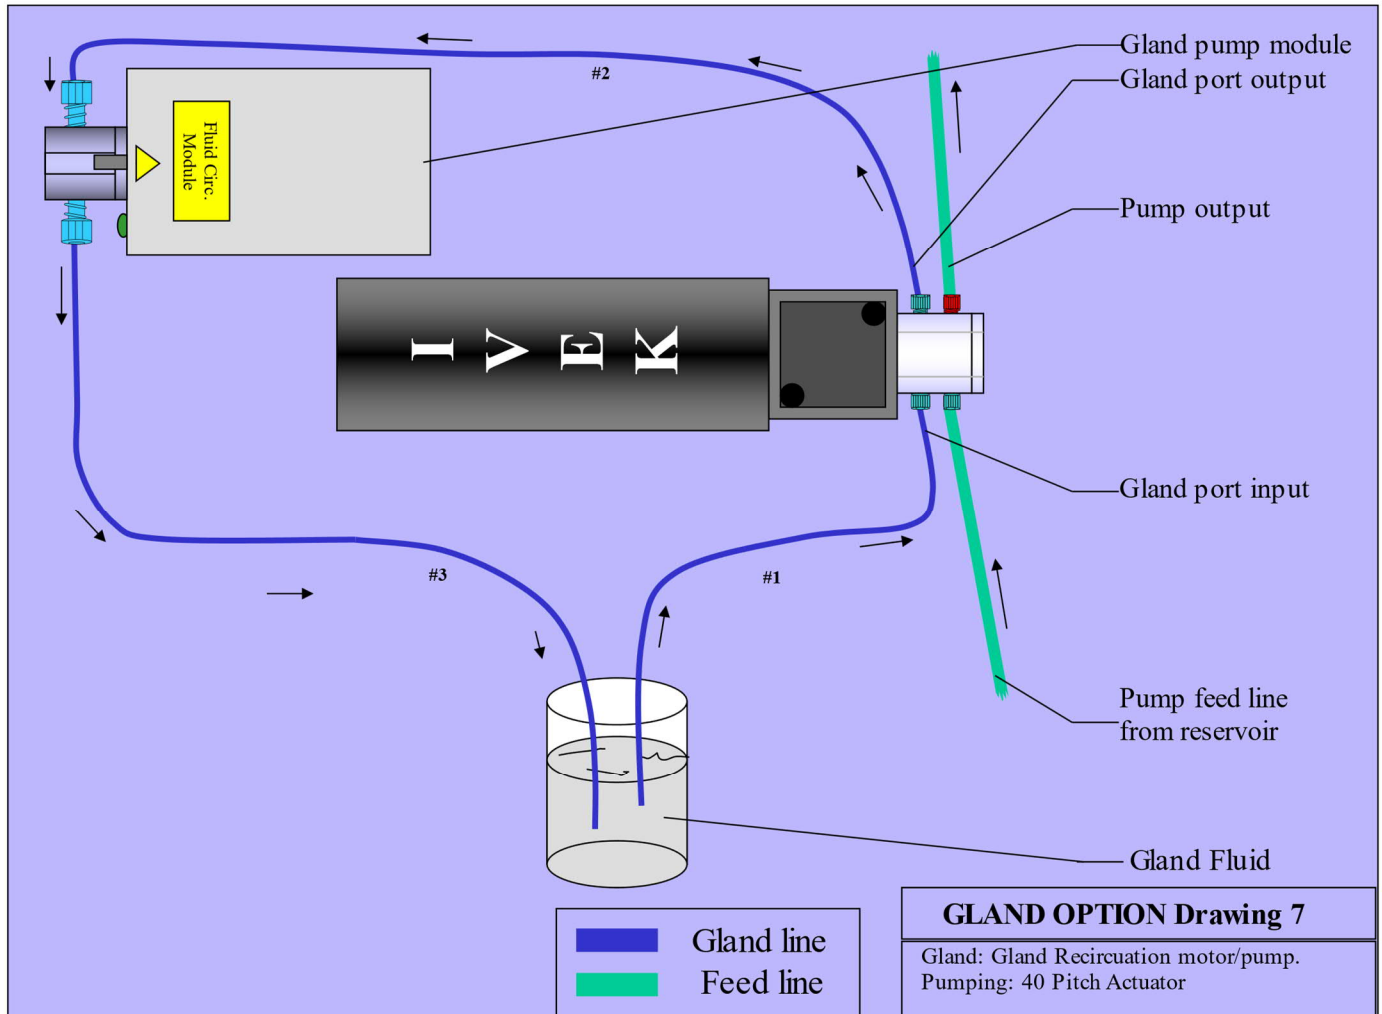 Gland pump module
Gland port output
#2
Fluid Circ.
Module
Pump output
I V E K
Gland port input
#3
#1
Pump feed line
from reservoir
Gland Fluid
GLAND OPTION Drawing 7
Gland line
Feed line
Gland: Gland Recircuation motor/pump.
Pumping: 40 Pitch Actuator